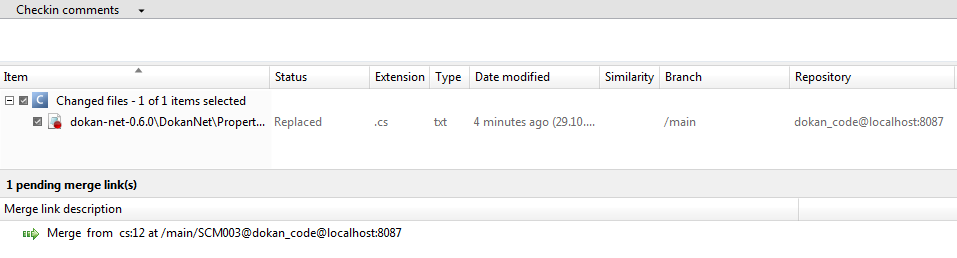 Checkin comments
Item Status Extension Type Date modified Similarity Branch Repository
Changed files - 1 of 1 items selected
dokan-net-0.6.0\DokanNet\Propert... Replaced .cs txt 4 minutes ago (29.10.... /main dokan_code@localhost:8087
1 pending merge link(s)
Merge link description
Merge from cs:12 at /main/SCM003@dokan_code@localhost:8087